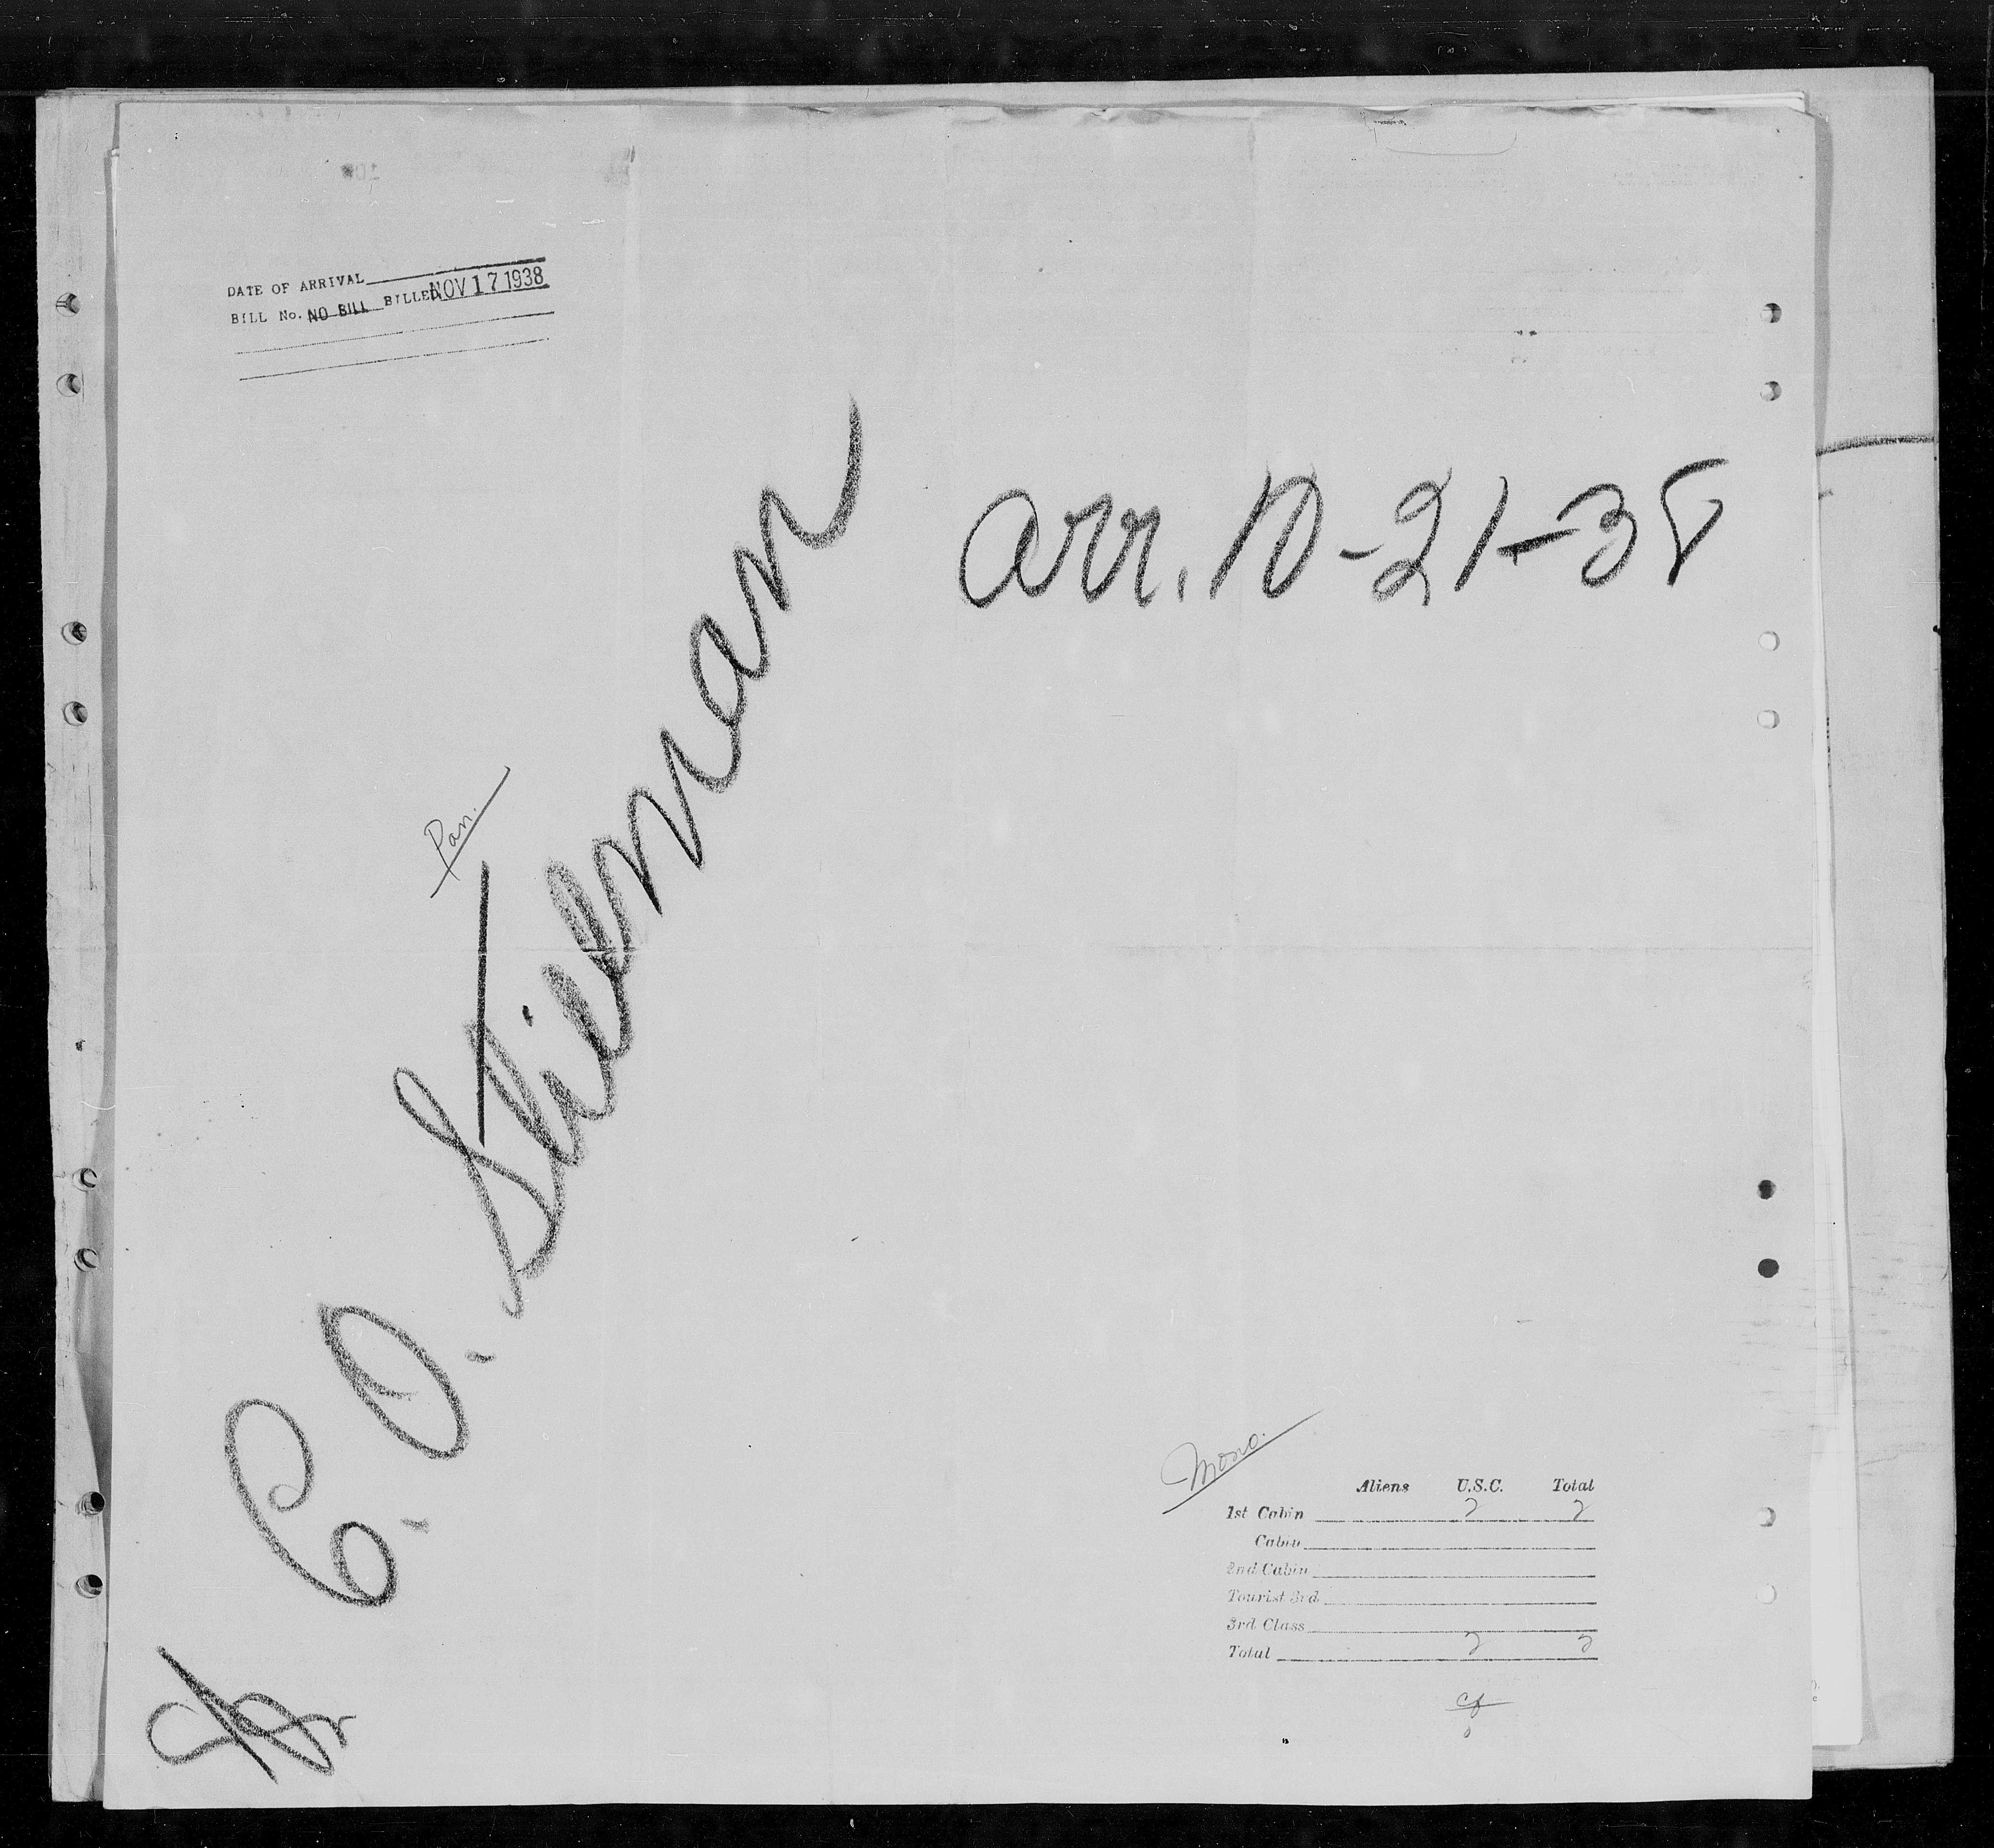 DATE OF ARRIVAL
BILL No. NO BILL BILLED NOV 17 1938
arr. 10-21-38
Pan.
C.O. Stillman
Mono.
Aliens U.S.C. Total
1st Cabin 2 2
Cabin
2nd Cabin
Tourist 3rd
3rd Class
Total 2 2